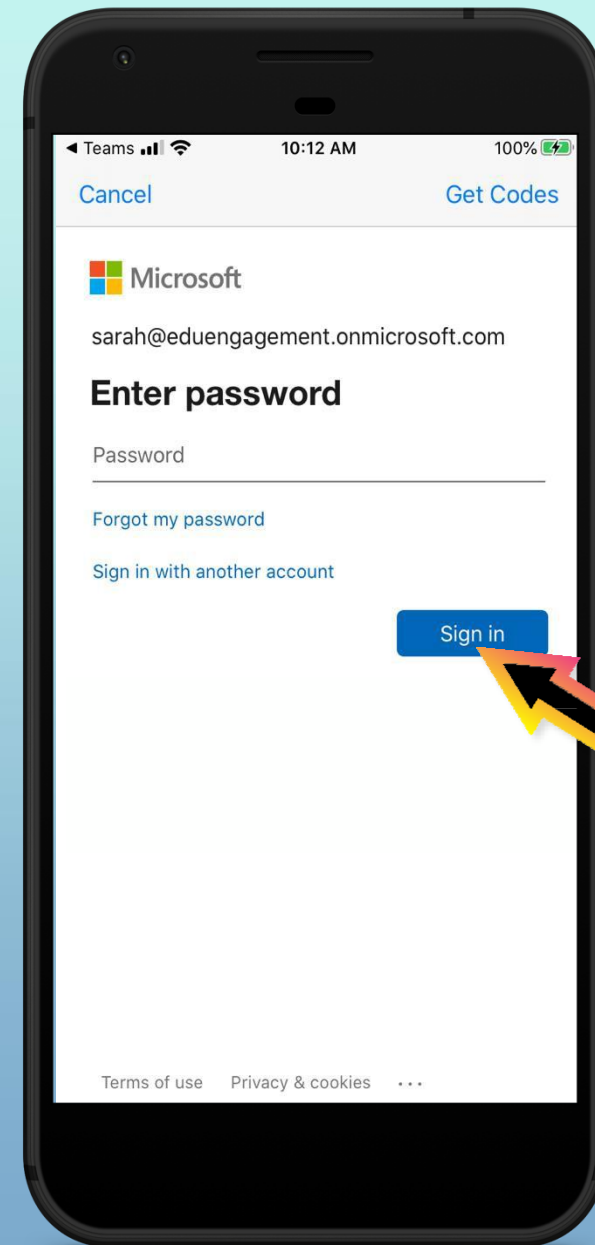 ◀ Teams 10:12 AM 100%
Cancel Get Codes
Microsoft
sarah@eduengagement.onmicrosoft.com
Enter password
Password
Forgot my password
Sign in with another account
Sign in
Terms of use Privacy & cookies ...